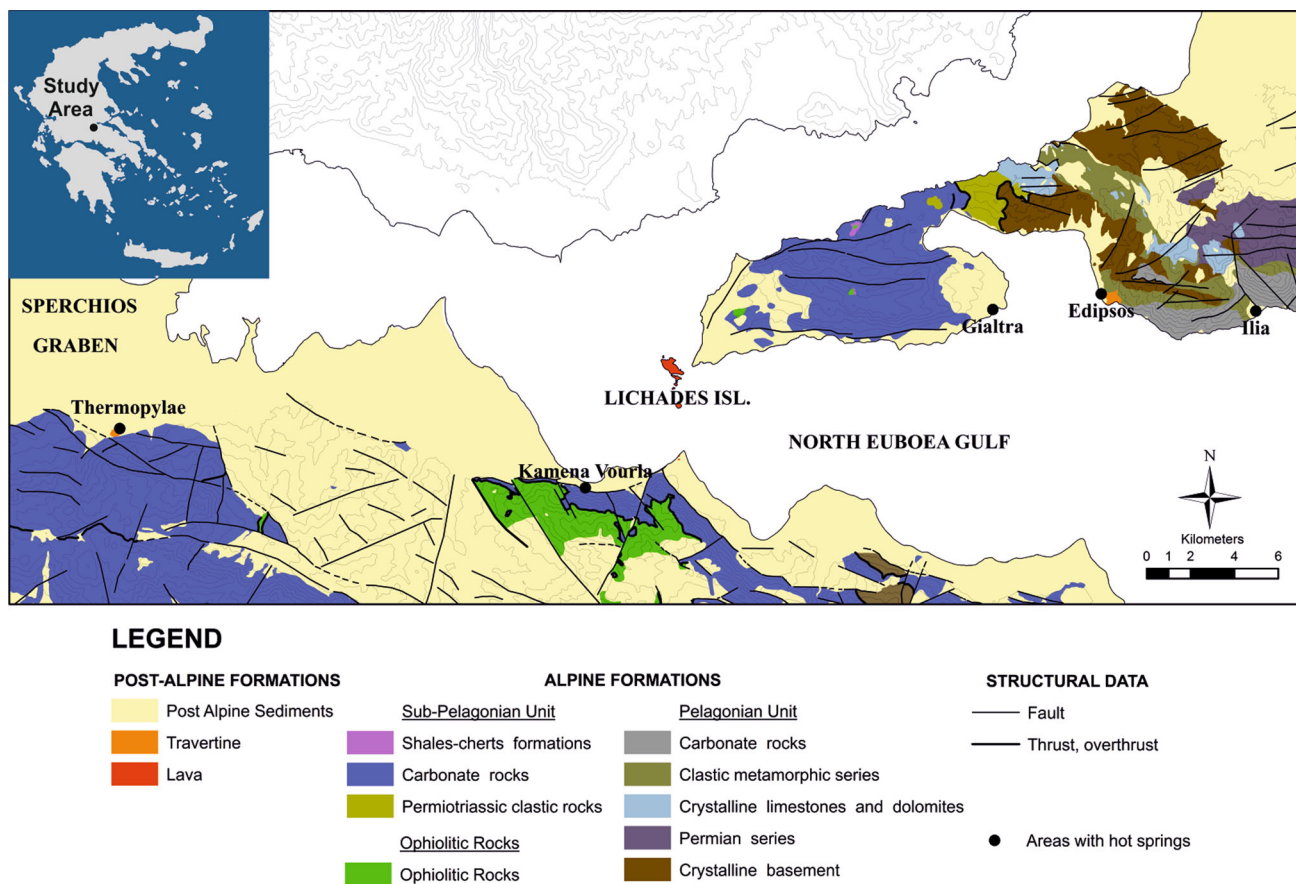 Study
Area
SPERCHIOS
GRABEN
Thermopylae
Kamena Vourla
LICHADES ISL.
NORTH EUBOEA GULF
Gialtra
Edipsos
Ilia
N
Kilometers
0 1 2 4 6
LEGEND
POST-ALPINE FORMATIONS
Post Alpine Sediments
Travertine
Lava
ALPINE FORMATIONS
Sub-Pelagonian Unit
Shales-cherts formations
Carbonate rocks
Permiotriassic clastic rocks
Ophiolitic Rocks
Ophiolitic Rocks
Pelagonian Unit
Carbonate rocks
Clastic metamorphic series
Crystalline limestones and dolomites
Permian series
Crystalline basement
STRUCTURAL DATA
Fault
Thrust, overthrust
Areas with hot springs